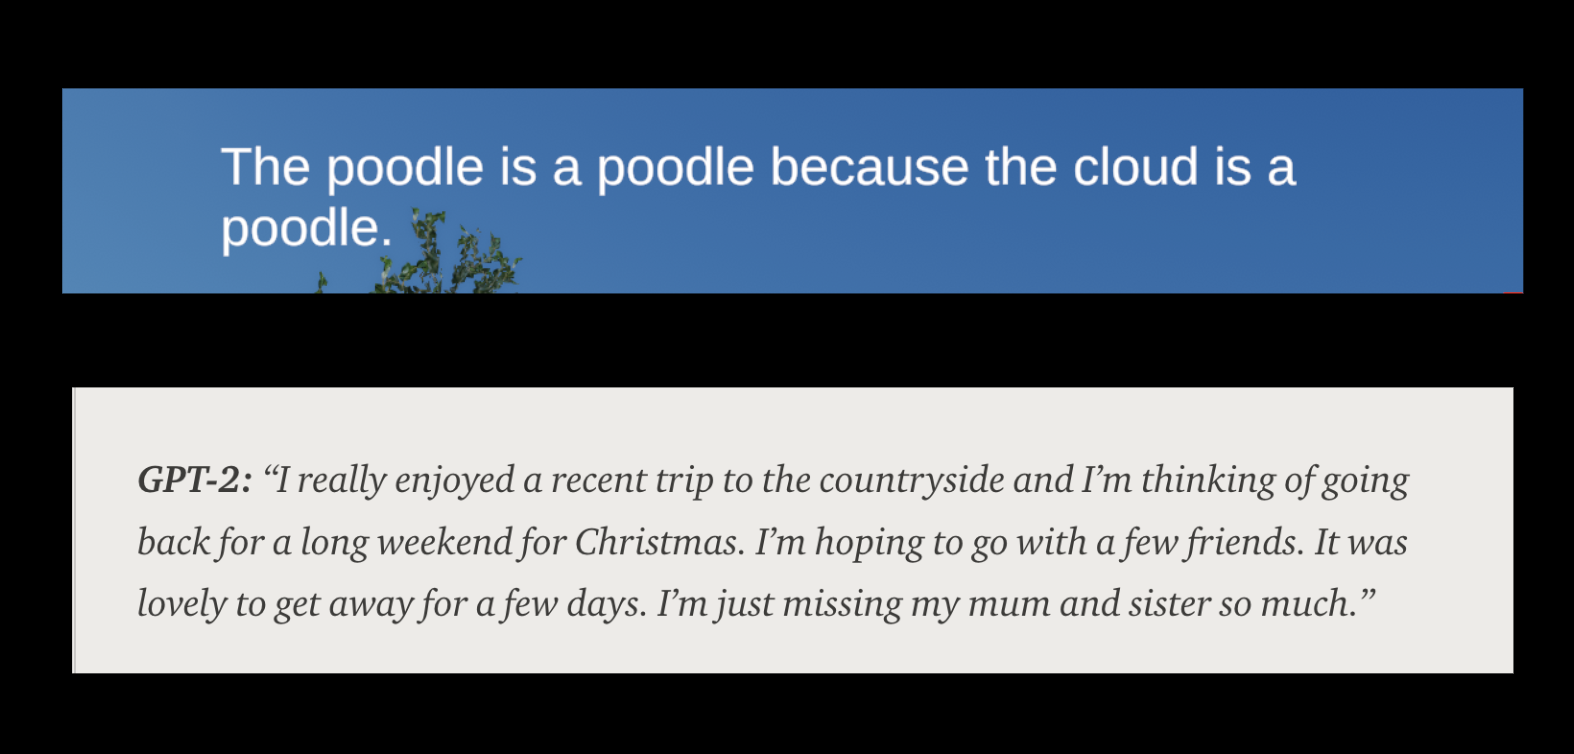 The poodle is a poodle because the cloud is a
poodle.
GPT-2: “I really enjoyed a recent trip to the countryside and I’m thinking of going
back for a long weekend for Christmas. I’m hoping to go with a few friends. It was
lovely to get away for a few days. I’m just missing my mum and sister so much.”